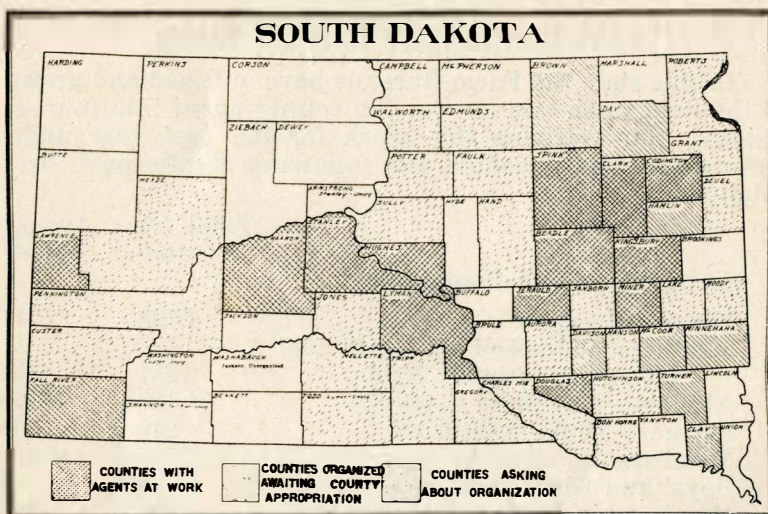 SOUTH DAKOTA
HARDING PERKINS CORSON CAMPBELL McPHERSON BROWN MARSHALL ROBERTS
WALWORTH EDMUNDS DAY
ZIEBACH DEWEY GRANT
BUTTE POTTER FAULK SPINK CLARK CODINGTON
MEADE ARMSTRONG DEUEL
SULLY HYDE HAND HAMLIN
LAWRENCE HAAKON STANLEY HUGHES BEADLE KINGSBURY BROOKINGS
PENNINGTON JONES LYMAN BUFFALO JERAULD SANBORN MINER LAKE MOODY
JACKSON BRULE AURORA DAVISON HANSON McCOOK MINNEHAHA
CUSTER WASHINGTON WASHABAUGH MELLETTE TRIPP
FALL RIVER SHANNON BENNETT TODD GREGORY CHARLES MIX DOUGLAS HUTCHINSON TURNER LINCOLN
BON HOMME YANKTON CLAY UNION
COUNTIES WITH
AGENTS AT WORK
COUNTIES ORGANIZED
AWAITING COUNTY
APPROPRIATION
COUNTIES ASKING
ABOUT ORGANIZATION